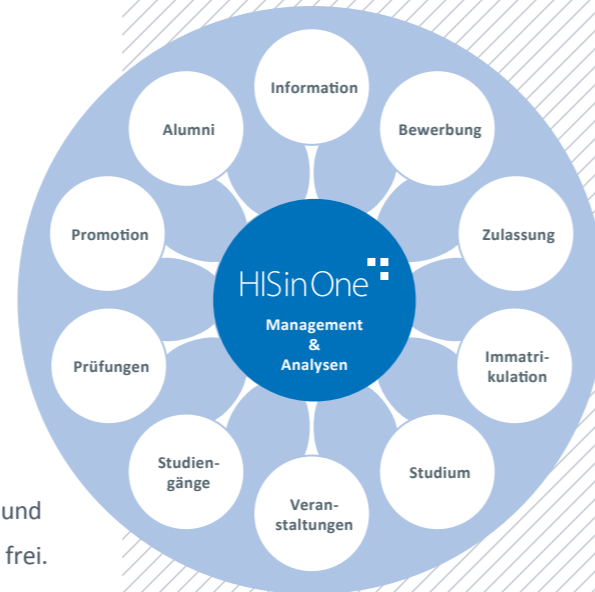 Information
Bewerbung
Zulassung
Immatri-
kulation
Studium
Veran-
staltungen
Studien-
gänge
Prüfungen
Promotion
Alumni
HISinOne
Management
&
Analysen
und
frei.